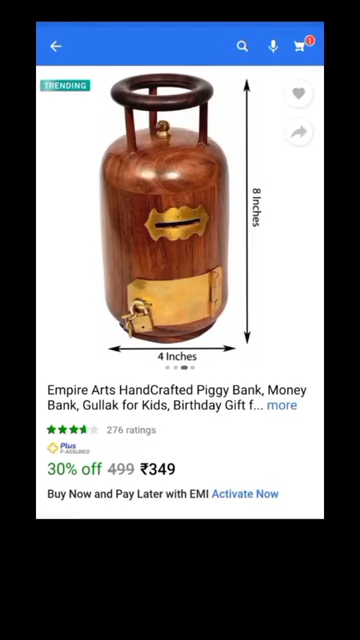 1
TRENDING
8 Inches
4 Inches
Empire Arts HandCrafted Piggy Bank, Money
Bank, Gullak for Kids, Birthday Gift f... more
276 ratings
Plus
F-ASSURED
30% off 499 ₹349
Buy Now and Pay Later with EMI Activate Now